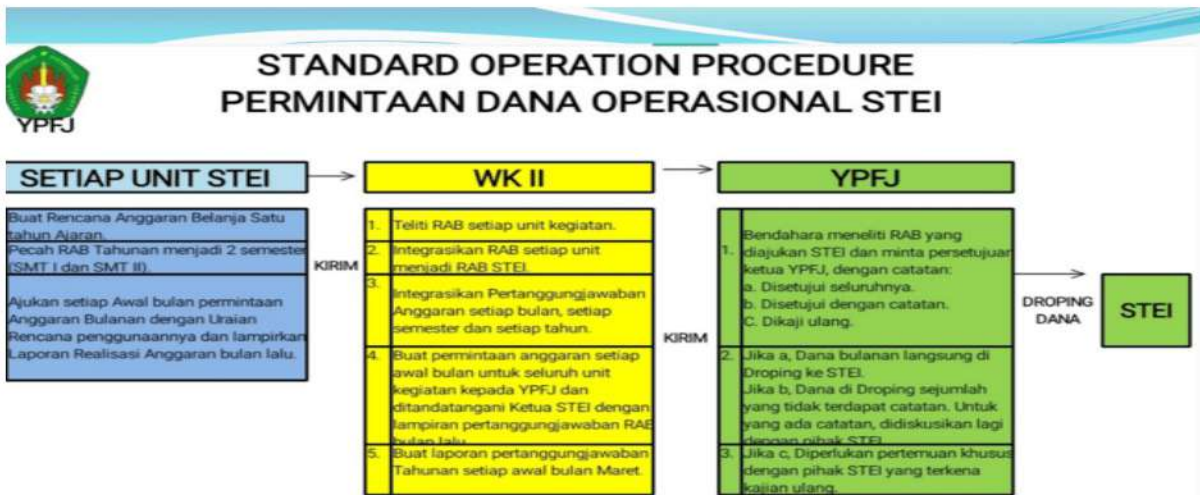 STANDARD OPERATION PROCEDURE
PERMINTAAN DANA OPERASIONAL STEI
YPFJ
SETIAP UNIT STEI
Buat Rencana Anggaran Belanja Satu
tahun Ajaran.
Pecah RAB Tahunan menjadi 2 semester
(SMT I dan SMT II).
Ajukan setiap Awal bulan permintaan
Anggaran Bulanan dengan Uraian
Rencana penggunaannya dan lampirkan
Laporan Realisasi Anggaran bulan lalu.
KIRIM
WK II
1. Teliti RAB setiap unit kegiatan.
2. Integrasikan RAB setiap unit
menjadi RAB STEI.
3. Integrasikan Pertanggungjawaban
Anggaran setiap bulan, setiap
semester dan setiap tahun.
4. Buat permintaan anggaran setiap
awal bulan untuk seluruh unit
kegiatan kepada YPFJ dan
ditandatangani Ketua STEI dengan
lampiran pertanggungjawaban RAB
bulan lalu.
5. Buat laporan pertanggungjawaban
Tahunan setiap awal bulan Maret.
KIRIM
YPFJ
1. Bendahara meneliti RAB yang
diajukan STEI dan minta persetujuan
ketua YPFJ, dengan catatan:
a. Disetujui seluruhnya.
b. Disetujui dengan catatan.
C. Dikaji ulang.
2. Jika a, Dana bulanan langsung di
Droping ke STEI.
Jika b, Dana di Droping sejumlah
yang tidak terdapat catatan. Untuk
yang ada catatan, didiskusikan lagi
dengan pihak STEI.
3. Jika c, Diperlukan pertemuan khusus
dengan pihak STEI yang terkena
kajian ulang.
DROPING
DANA
STEI